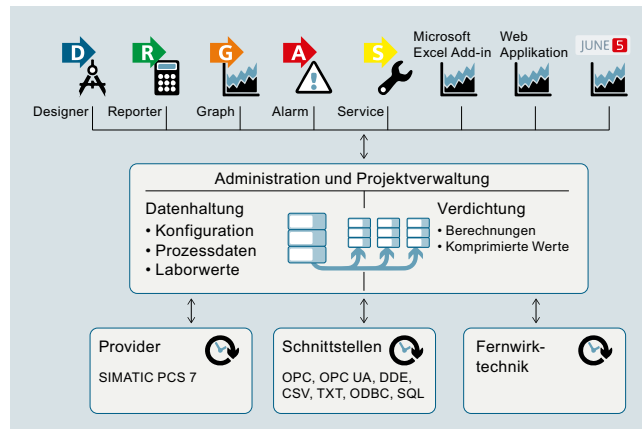 D R G A S
Microsoft
Excel Add-in
Web
Applikation
JUNE 5
Designer
Reporter
Graph
Alarm
Service
Administration und Projektverwaltung
Datenhaltung
• Konfiguration
• Prozessdaten
• Laborwerte
Verdichtung
• Berechnungen
• Komprimierte Werte
Provider
SIMATIC PCS 7
Schnittstellen
OPC, OPC UA, DDE,
CSV, TXT, ODBC, SQL
Fernwirk-
technik